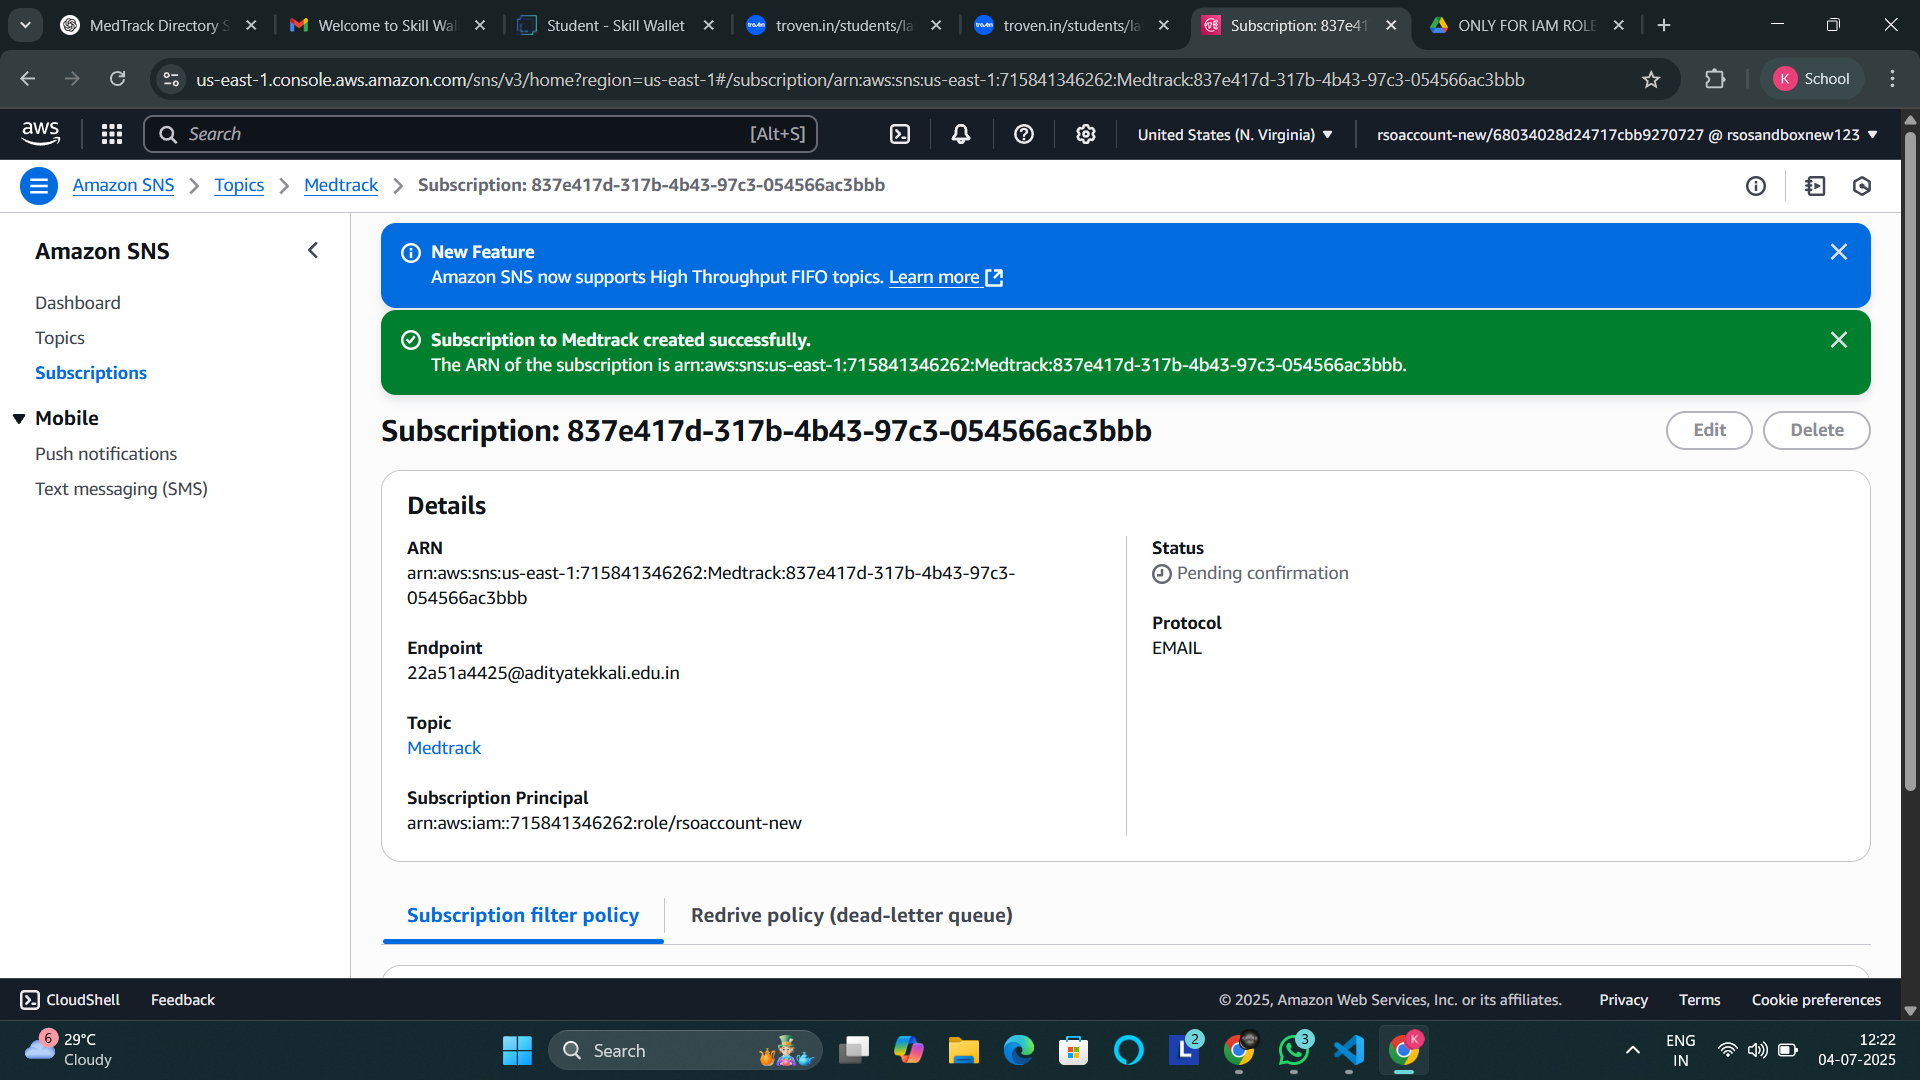 MedTrack Directory S
Welcome to Skill Wal
Student - Skill Wallet
troven.in/students/la
troven.in/students/la
Subscription: 837e41
ONLY FOR IAM ROLE
us-east-1.console.aws.amazon.com/sns/v3/home?region=us-east-1#/subscription/arn:aws:sns:us-east-1:715841346262:Medtrack:837e417d-317b-4b43-97c3-054566ac3bbb
K School
aws
Search [Alt+S]
United States (N. Virginia)
rsoaccount-new/68034028d24717cbb9270727 @ rsosandboxnew123
Amazon SNS
Topics
Medtrack
Subscription: 837e417d-317b-4b43-97c3-054566ac3bbb
Amazon SNS
Dashboard
Topics
Subscriptions
Mobile
Push notifications
Text messaging (SMS)
New Feature
Amazon SNS now supports High Throughput FIFO topics. Learn more
Subscription to Medtrack created successfully.
The ARN of the subscription is arn:aws:sns:us-east-1:715841346262:Medtrack:837e417d-317b-4b43-97c3-054566ac3bbb.
Subscription: 837e417d-317b-4b43-97c3-054566ac3bbb
Edit
Delete
Details
ARN
arn:aws:sns:us-east-1:715841346262:Medtrack:837e417d-317b-4b43-97c3-
054566ac3bbb
Endpoint
22a51a4425@adityatekkali.edu.in
Topic
Medtrack
Subscription Principal
arn:aws:iam::715841346262:role/rsoaccount-new
Status
Pending confirmation
Protocol
EMAIL
Subscription filter policy
Redrive policy (dead-letter queue)
CloudShell
Feedback
© 2025, Amazon Web Services, Inc. or its affiliates.
Privacy
Terms
Cookie preferences
6
29°C
Cloudy
Search
L
2
3
K
ENG
IN
12:22
04-07-2025